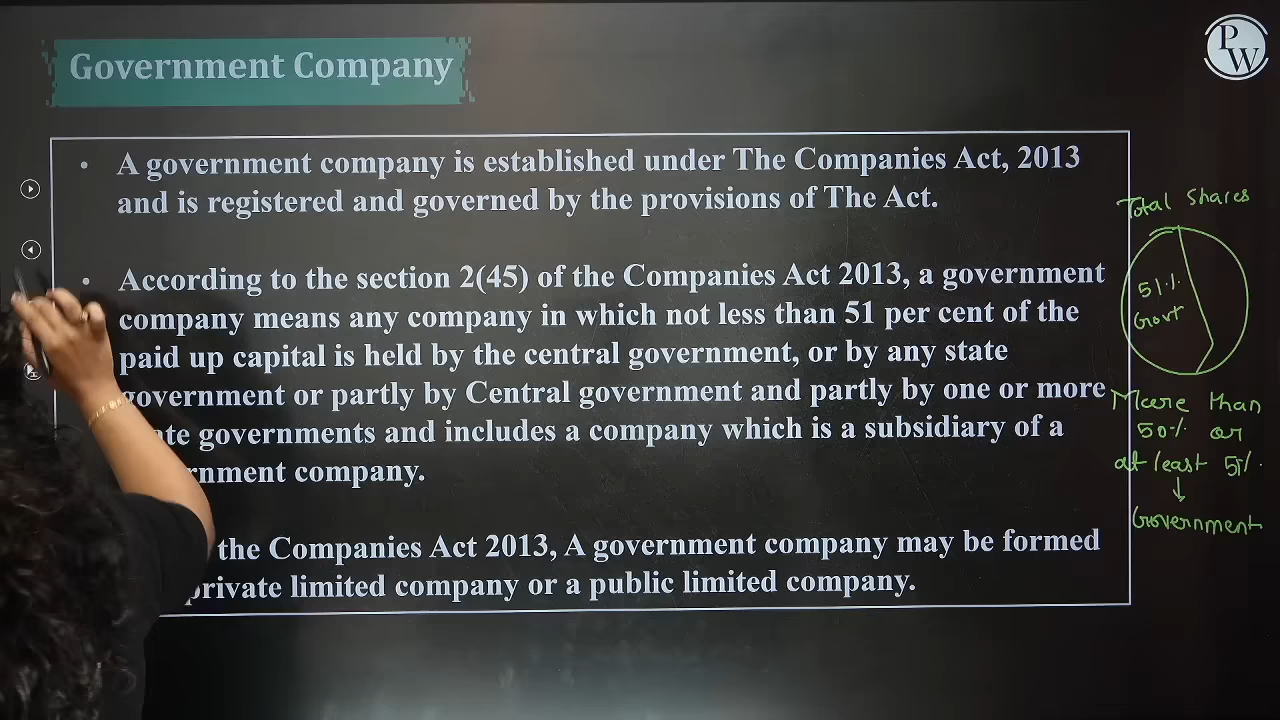 Government Company
PW
• A government company is established under The Companies Act, 2013
and is registered and governed by the provisions of The Act.
• According to the section 2(45) of the Companies Act 2013, a government
company means any company in which not less than 51 per cent of the
paid up capital is held by the central government, or by any state
government or partly by Central government and partly by one or more
governments and includes a company which is a subsidiary of a
company.
the Companies Act 2013, A government company may be formed
private limited company or a public limited company.
Total Shares
51%
Govt
More than
50% or
at least 51%
↓
Government